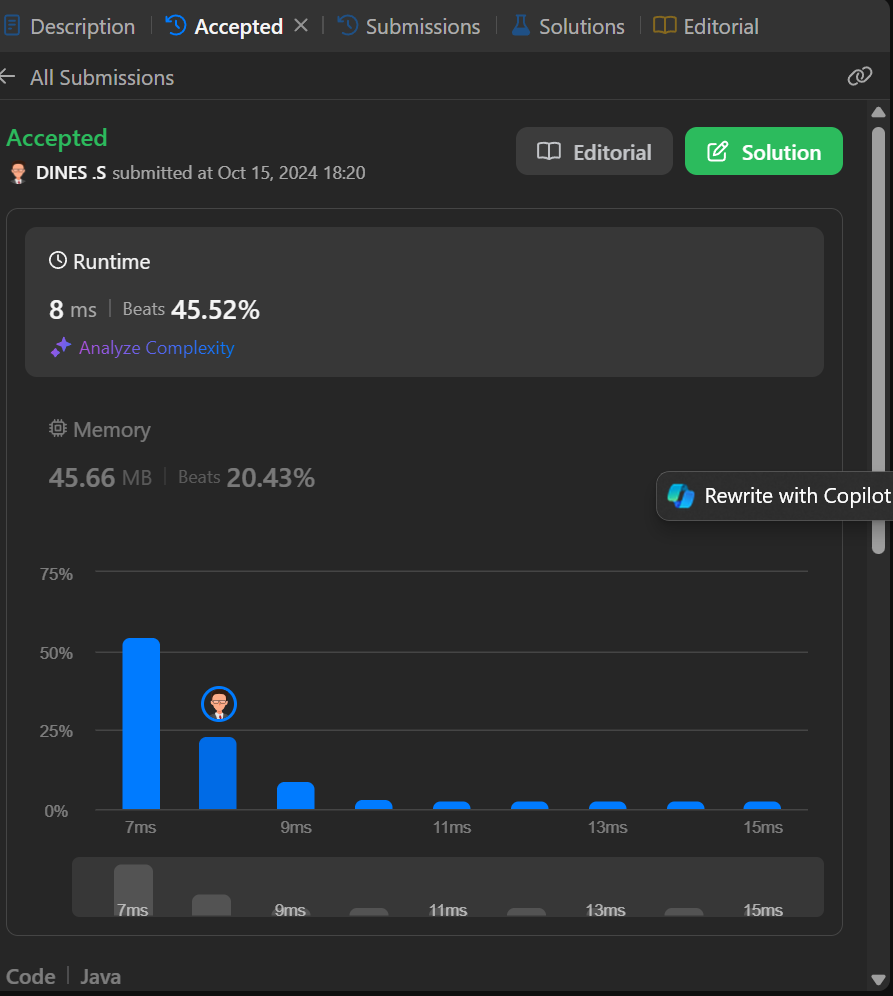 Description Accepted Submissions Solutions Editorial
All Submissions
Accepted
Editorial Solution
DINES .S submitted at Oct 15, 2024 18:20
Runtime
8 ms Beats 45.52%
Analyze Complexity
Memory
45.66 MB Beats 20.43%
Rewrite with Copilot
75%
50%
25%
0%
7ms 9ms 11ms 13ms 15ms
7ms 9ms 11ms 13ms 15ms
Code Java